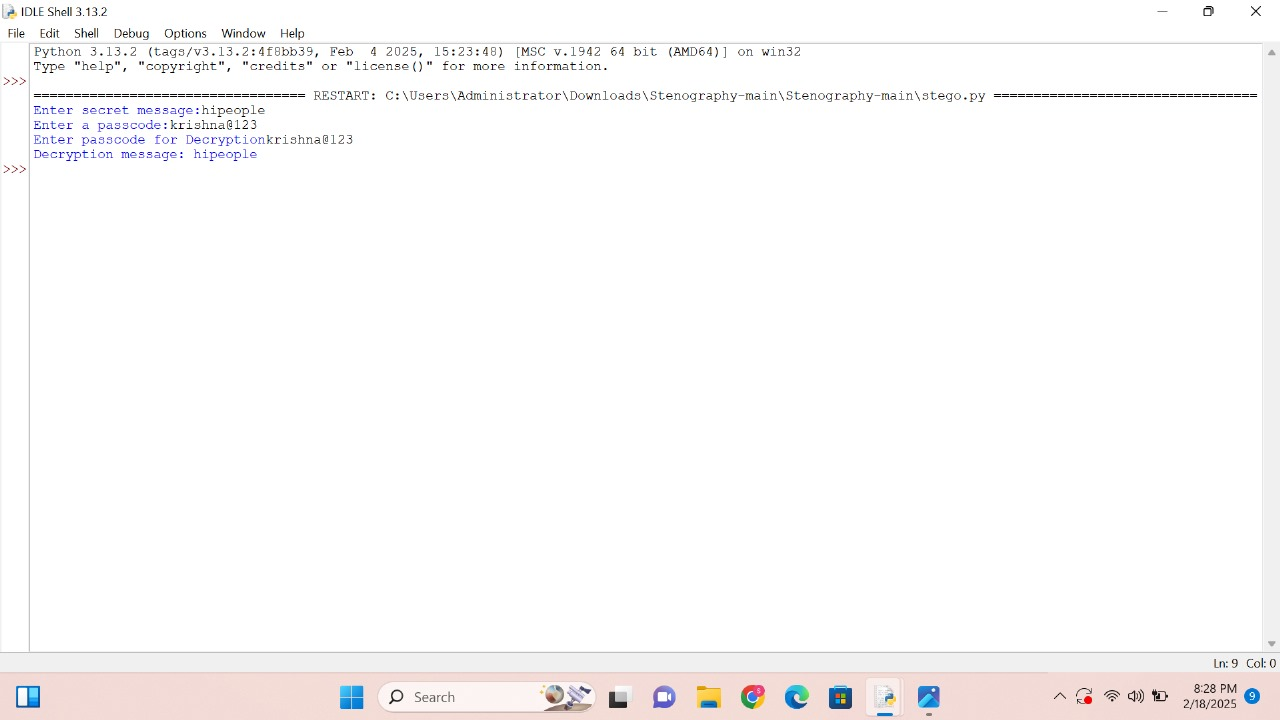 IDLE Shell 3.13.2
File Edit Shell Debug Options Window Help
Python 3.13.2 (tags/v3.13.2:4f8bb39, Feb  4 2025, 15:23:48) [MSC v.1942 64 bit (AMD64)] on win32
Type "help", "copyright", "credits" or "license()" for more information.
>>>
================================== RESTART: C:\Users\Administrator\Downloads\Stenography-main\Stenography-main\stego.py =================================
Enter secret message:hipeople
Enter a passcode:krishna@123
Enter passcode for Decryptionkrishna@123
Decryption message: hipeople
>>>
Ln: 9 Col: 0
Search
8:28 PM
2/18/2025
9